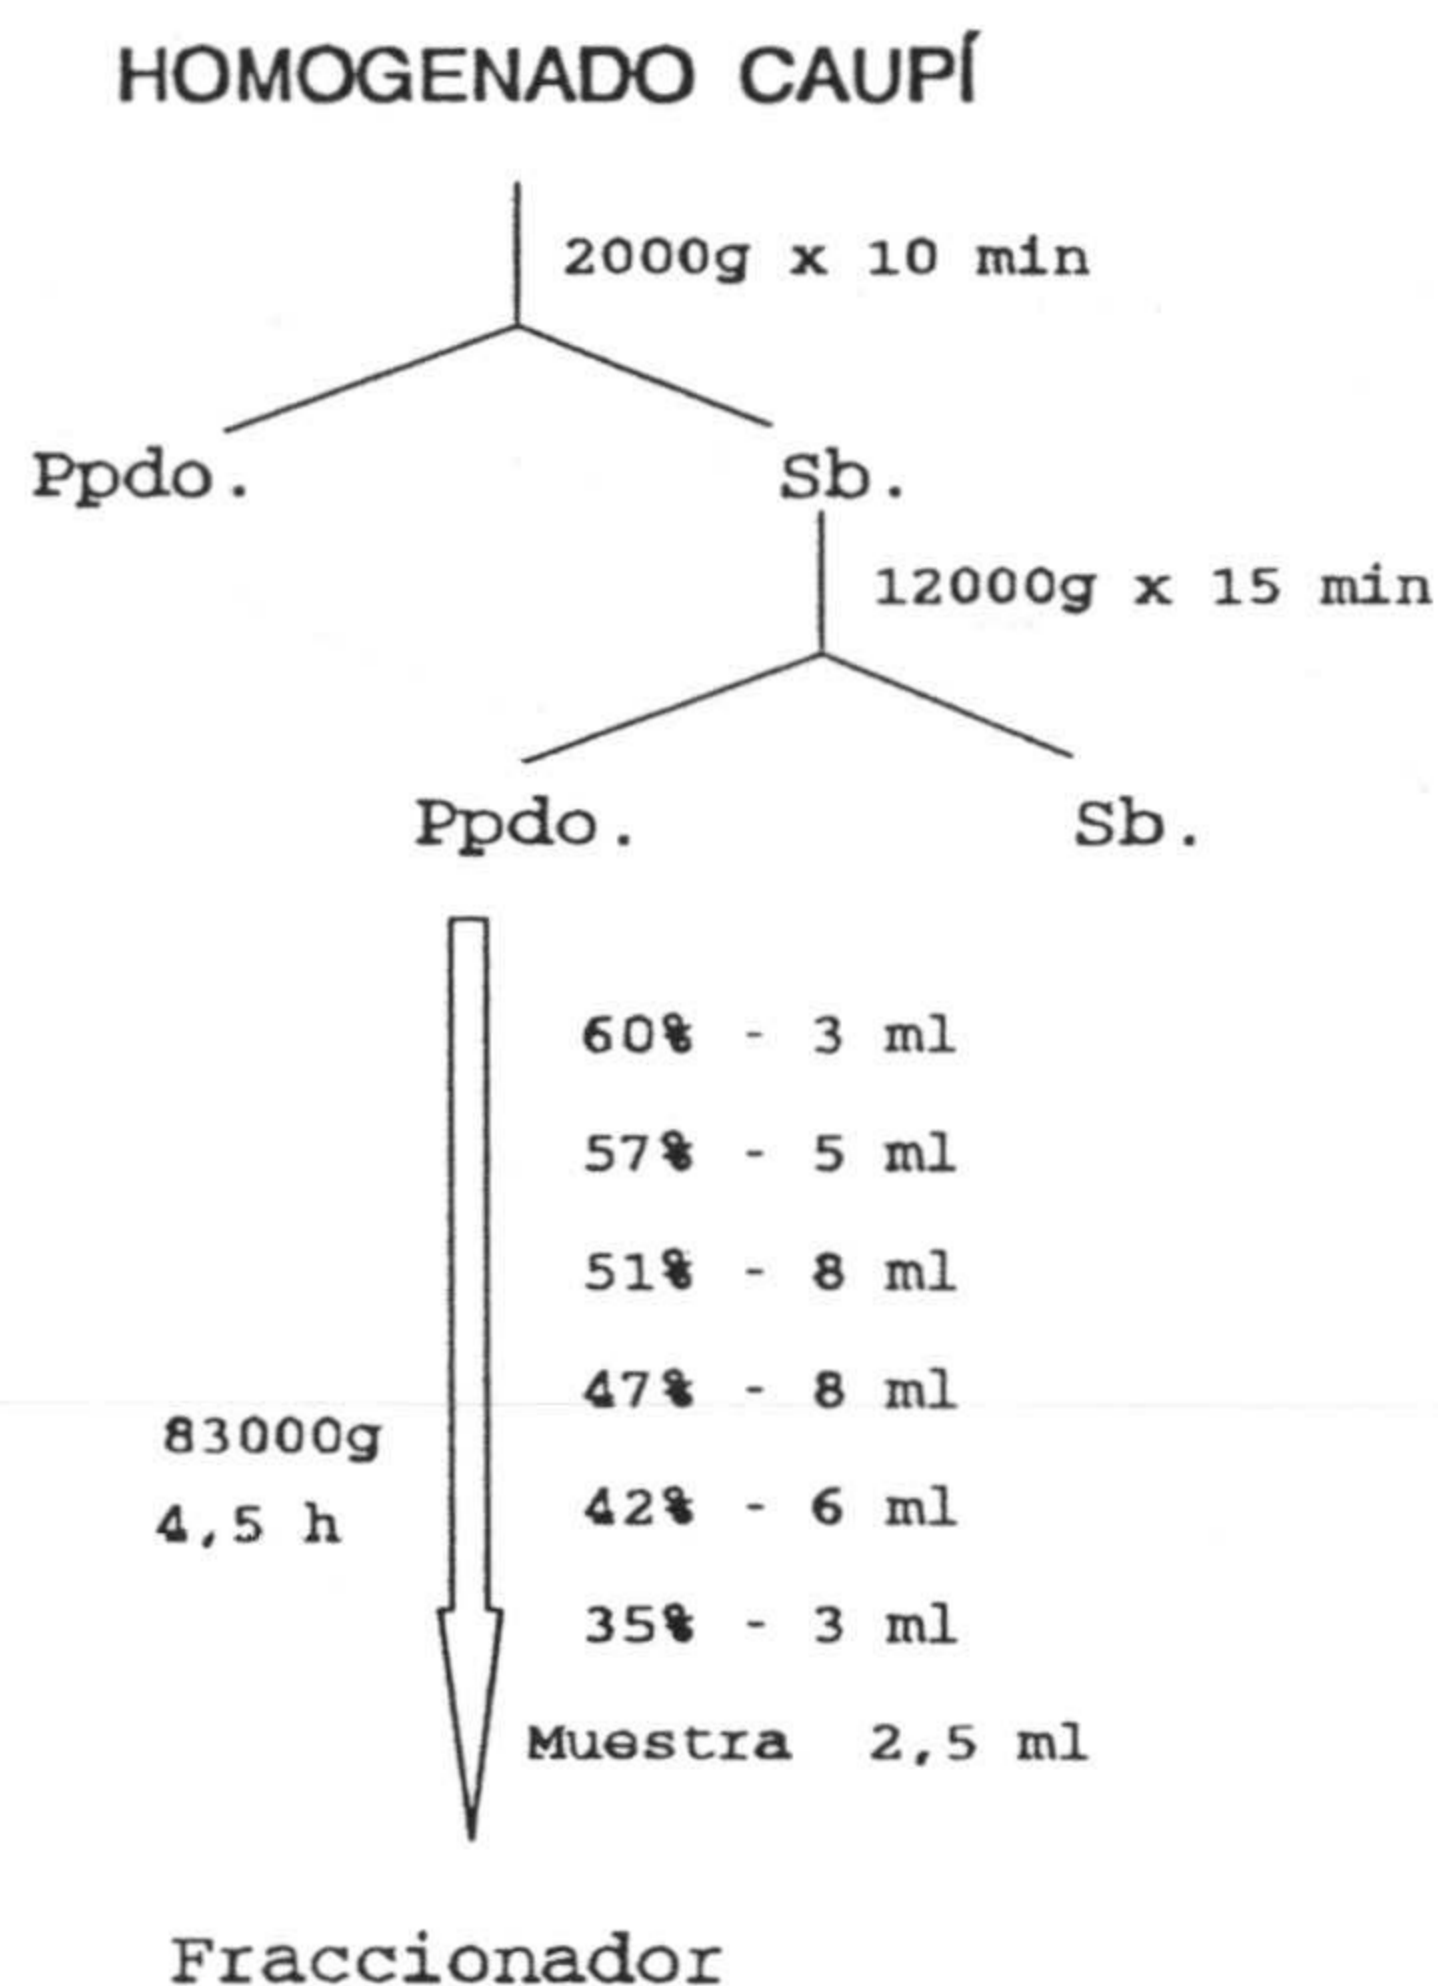 HOMOGENADO CAUPÍ
2000g x 10 min
Ppdo. Sb.
12000g x 15 min
Ppdo. Sb.
60% - 3 ml
57% - 5 ml
51% - 8 ml
47% - 8 ml
83000g
42% - 6 ml
4,5 h
35% - 3 ml
Muestra 2,5 ml
Fraccionador